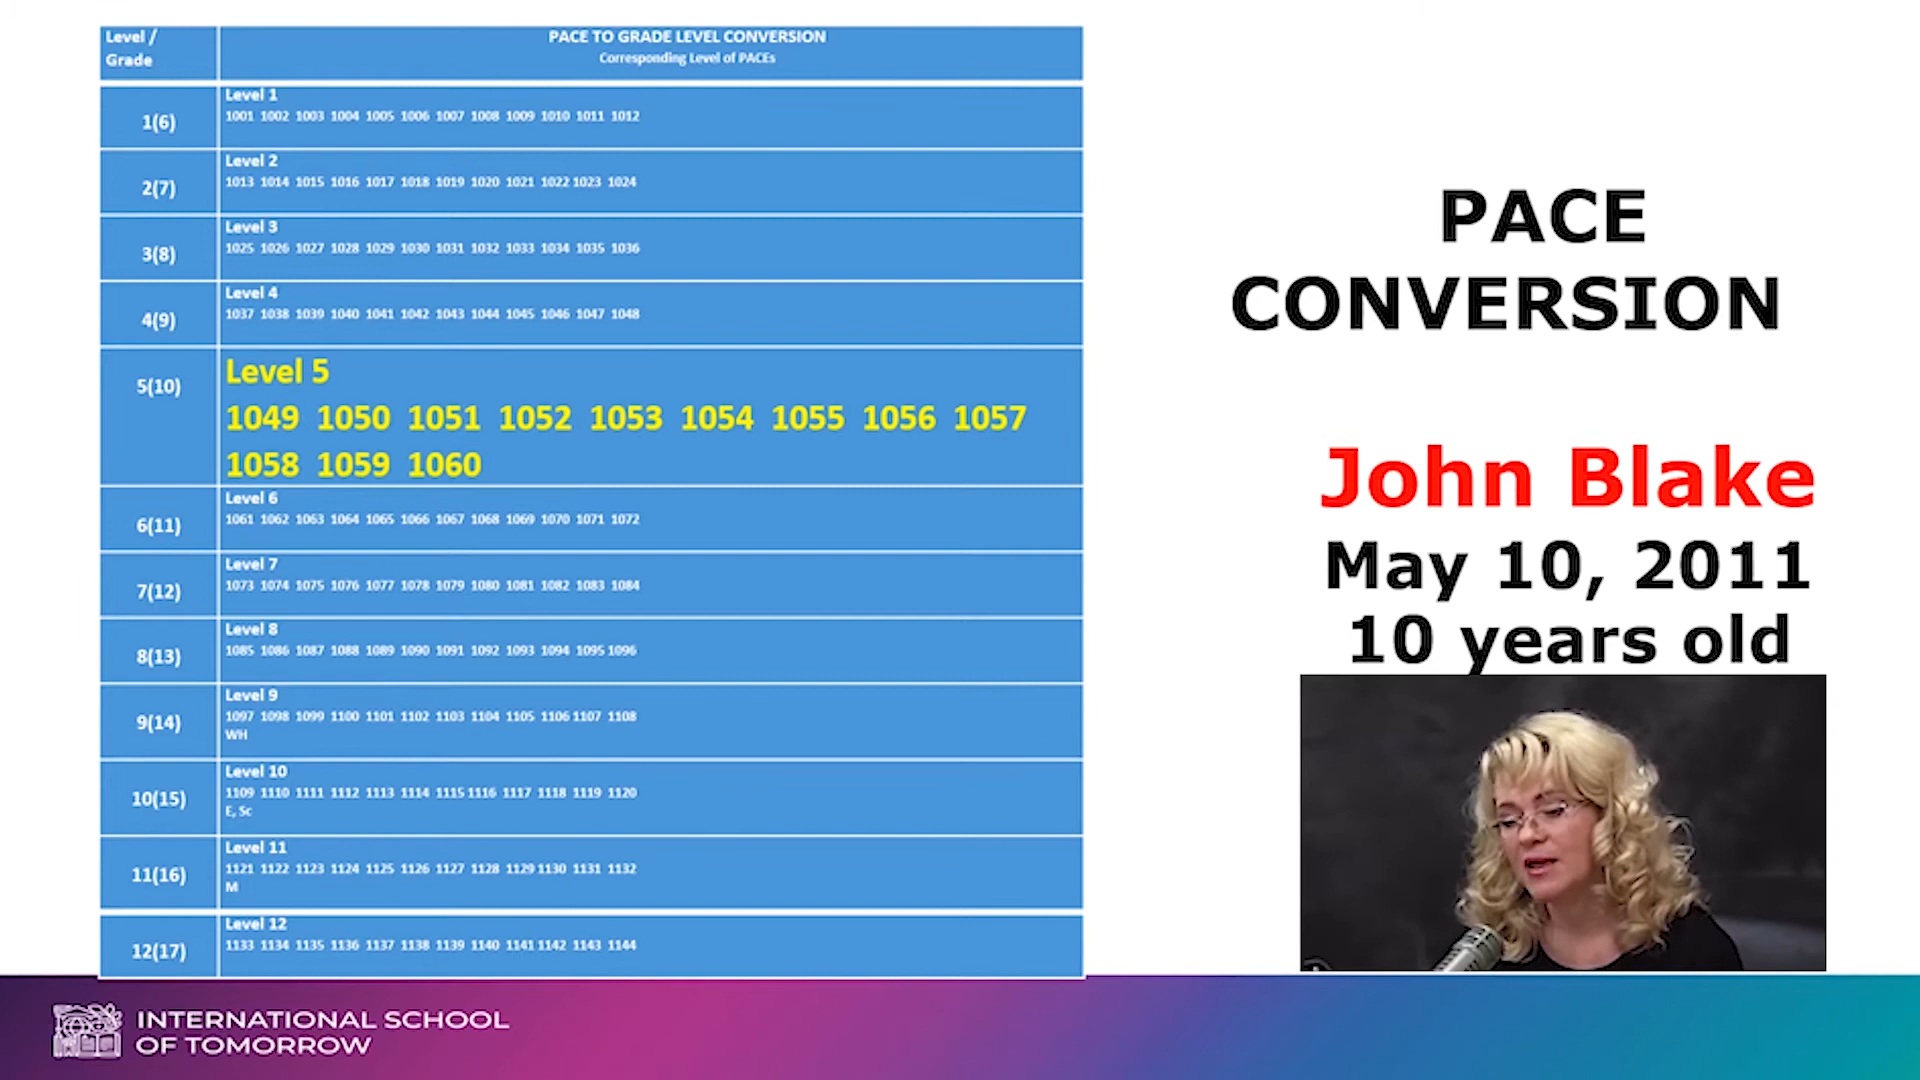 Level /
Grade
PACE TO GRADE LEVEL CONVERSION
Corresponding Level of PACEs
1(6)
Level 1
1001 1002 1003 1004 1005 1006 1007 1008 1009 1010 1011 1012
2(7)
Level 2
1013 1014 1015 1016 1017 1018 1019 1020 1021 1022 1023 1024
3(8)
Level 3
1025 1026 1027 1028 1029 1030 1031 1032 1033 1034 1035 1036
4(9)
Level 4
1037 1038 1039 1040 1041 1042 1043 1044 1045 1046 1047 1048
5(10)
Level 5
1049 1050 1051 1052 1053 1054 1055 1056 1057
1058 1059 1060
6(11)
Level 6
1061 1062 1063 1064 1065 1066 1067 1068 1069 1070 1071 1072
7(12)
Level 7
1073 1074 1075 1076 1077 1078 1079 1080 1081 1082 1083 1084
8(13)
Level 8
1085 1086 1087 1088 1089 1090 1091 1092 1093 1094 1095 1096
9(14)
Level 9
1097 1098 1099 1100 1101 1102 1103 1104 1105 1106 1107 1108
WH
10(15)
Level 10
1109 1110 1111 1112 1113 1114 1115 1116 1117 1118 1119 1120
E, Sc
11(16)
Level 11
1121 1122 1123 1124 1125 1126 1127 1128 1129 1130 1131 1132
M
12(17)
Level 12
1133 1134 1135 1136 1137 1138 1139 1140 1141 1142 1143 1144
PACE
CONVERSION
John Blake
May 10, 2011
10 years old
INTERNATIONAL SCHOOL
OF TOMORROW